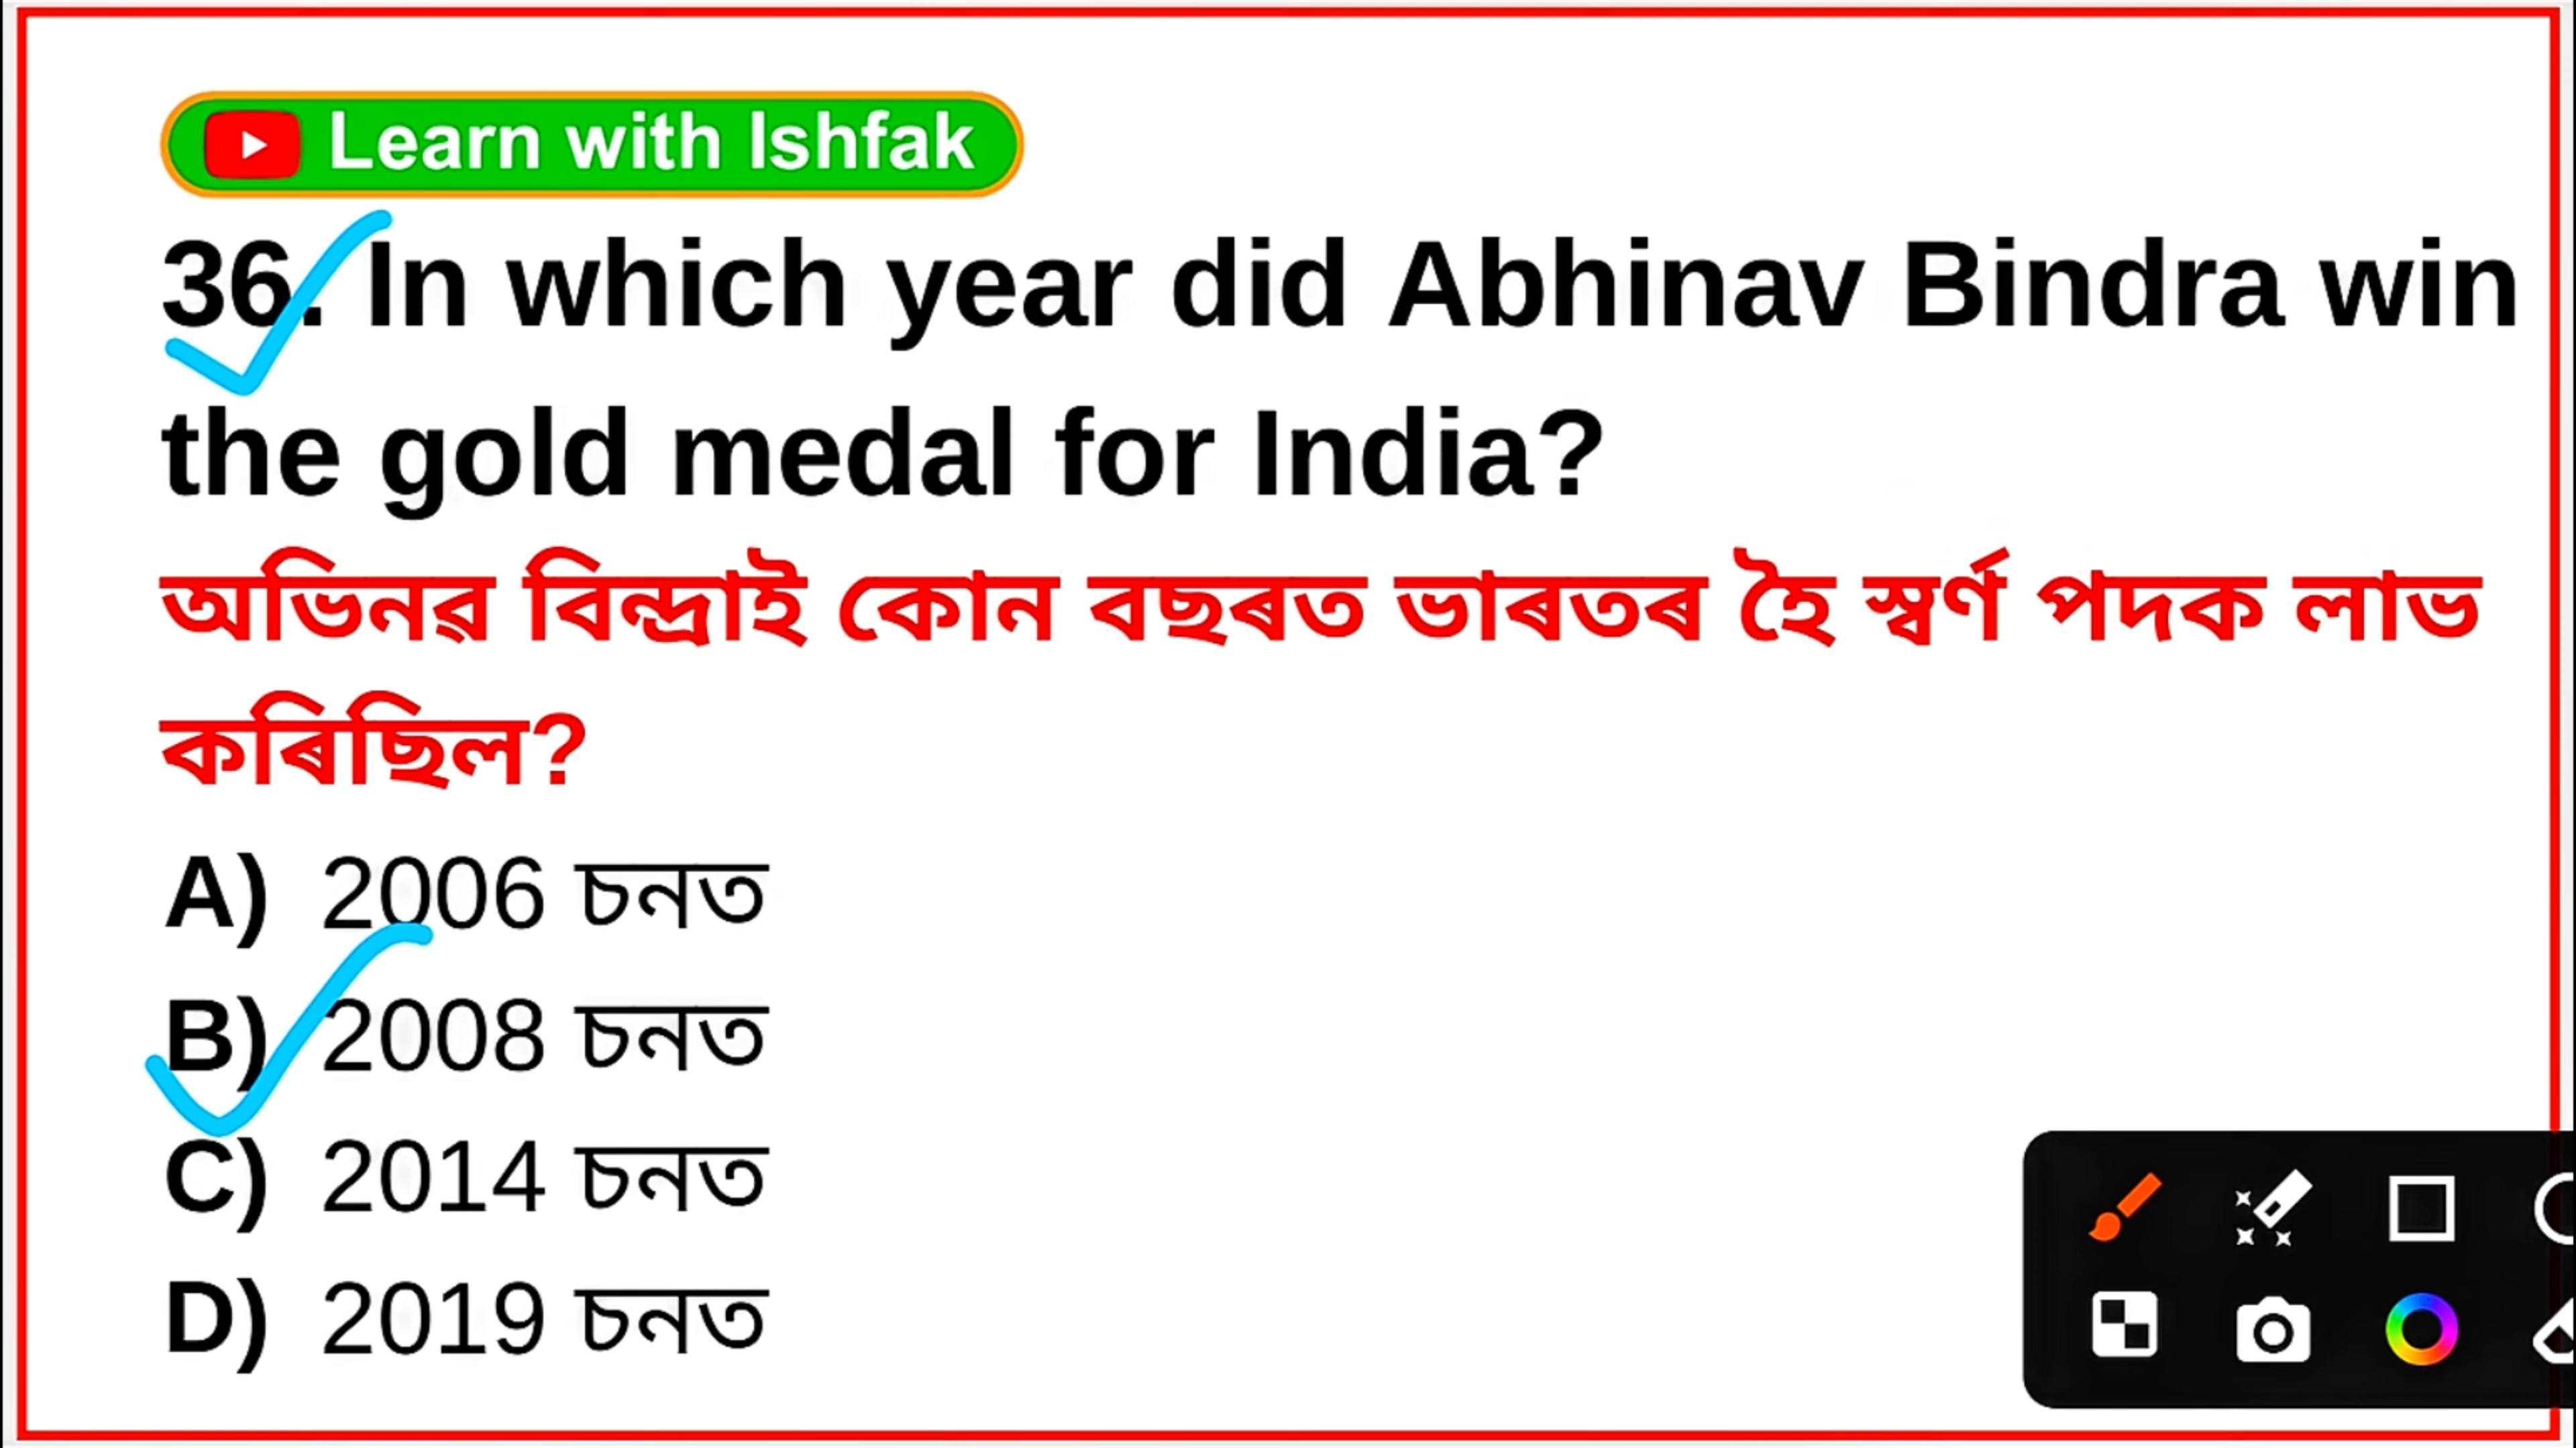 Learn with Ishfak
36. In which year did Abhinav Bindra win
the gold medal for India?
অভিনৱ বিন্দ্ৰাই কোন বছৰত ভাৰতৰ হৈ স্বৰ্ণ পদক লাভ
কৰিছিল?
A) 2006 চনত
B) 2008 চনত
C) 2014 চনত
D) 2019 চনত